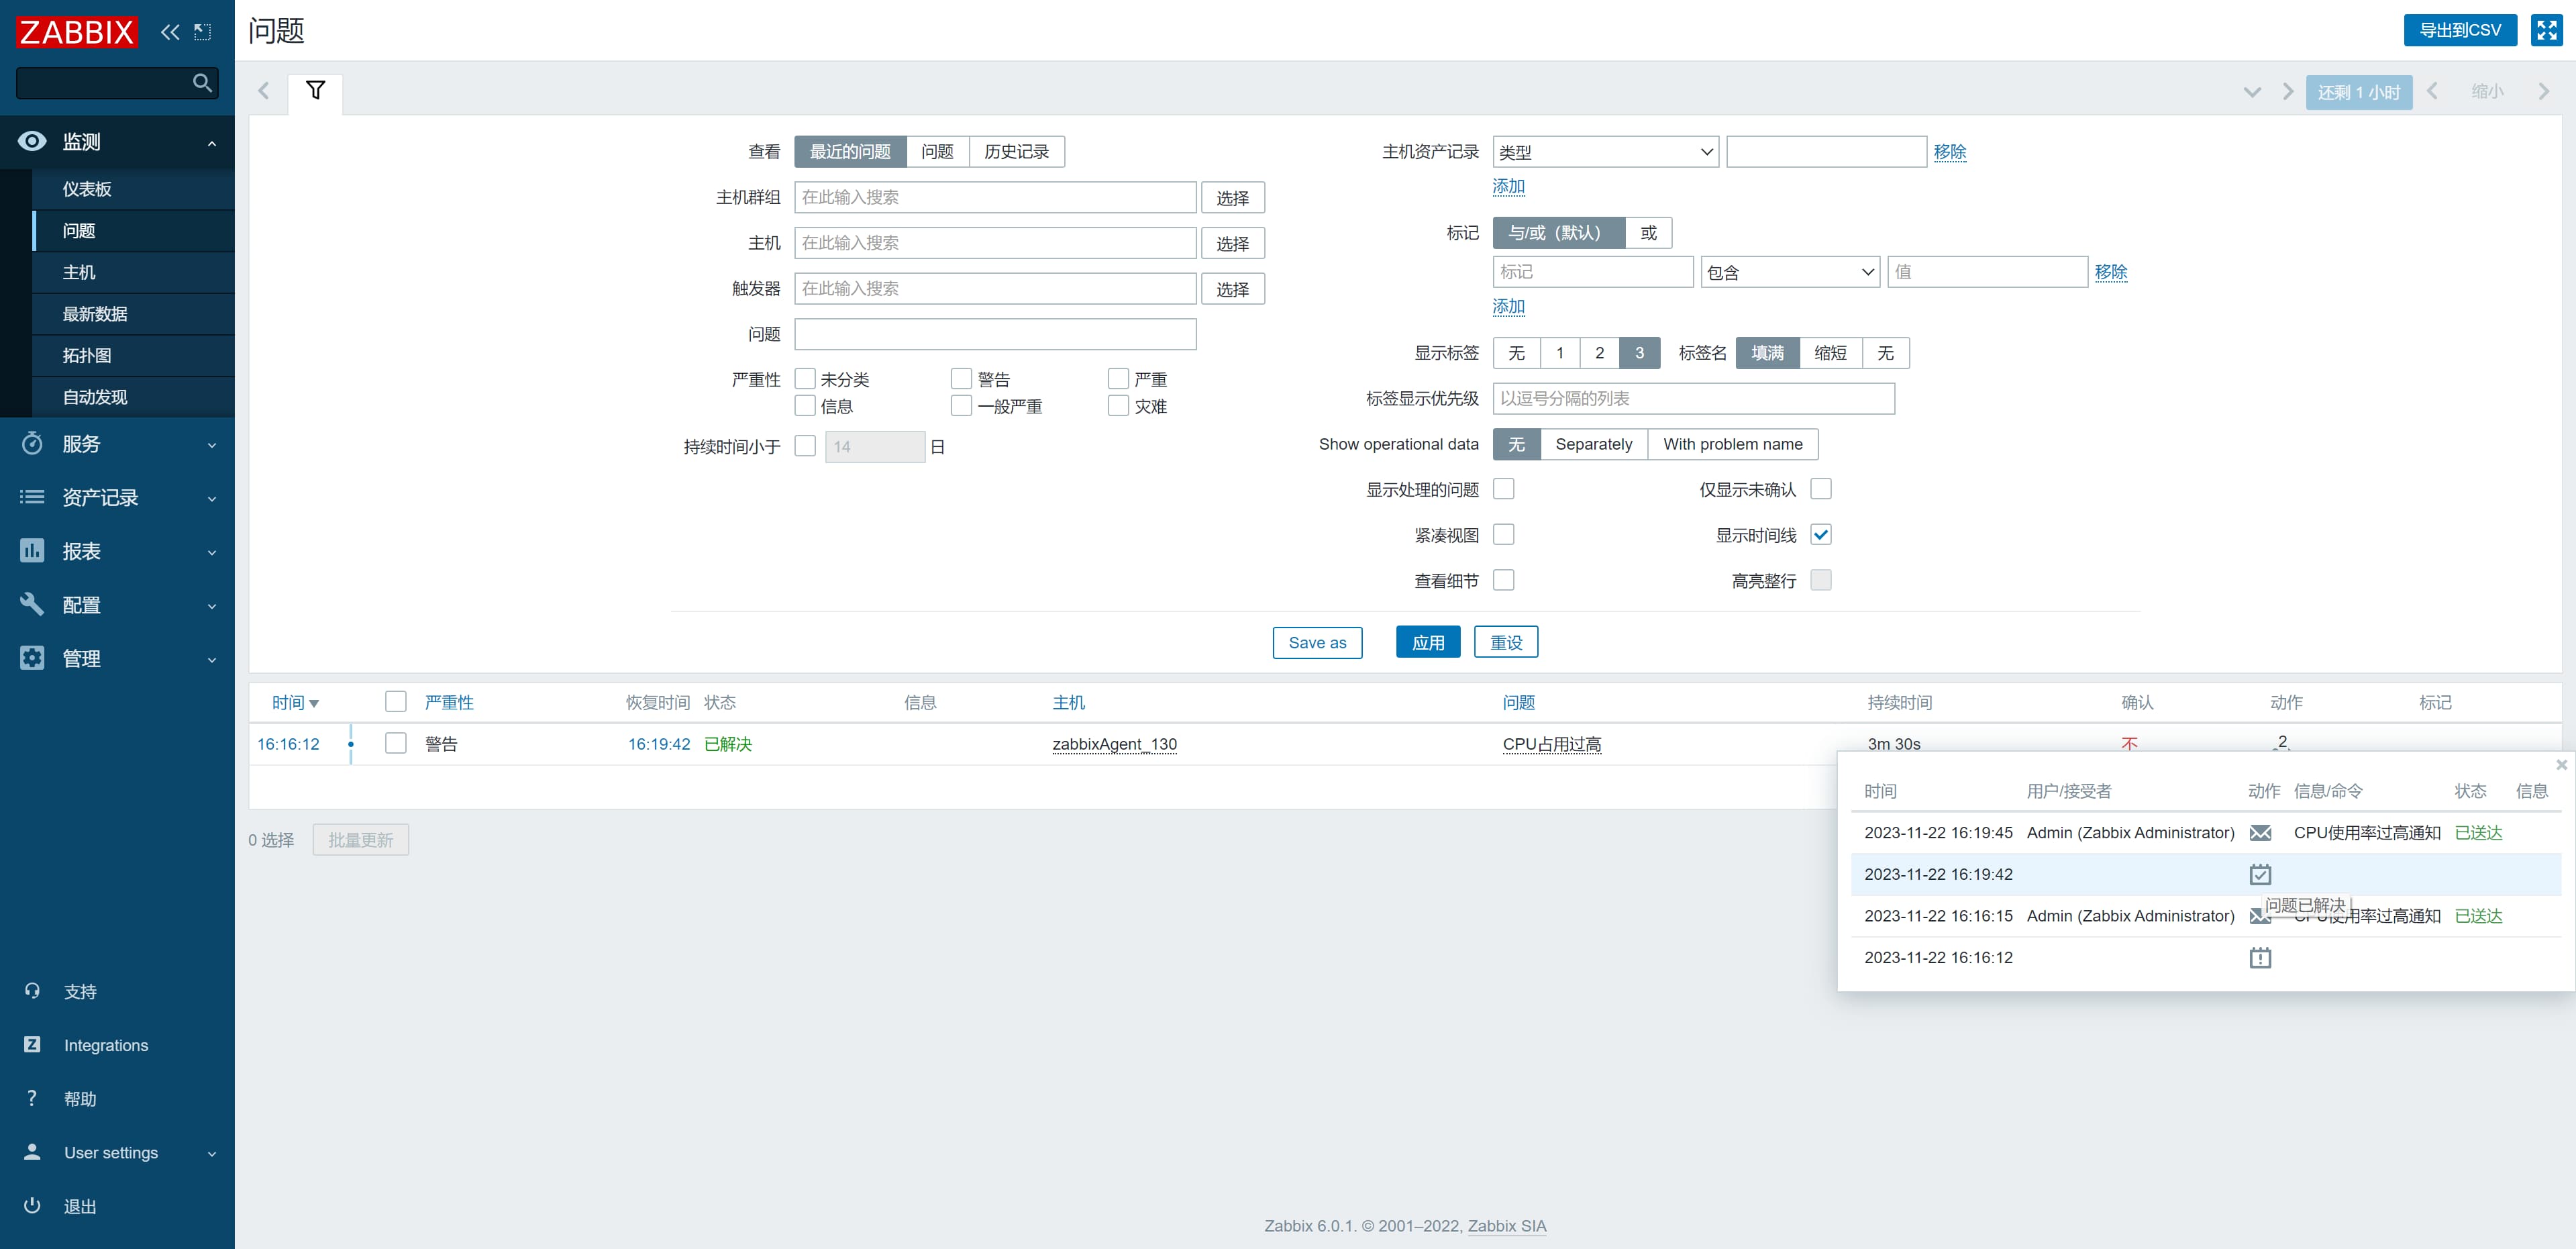 ZABBIX
问题
导出到CSV
还剩 1 小时
缩小
监测
仪表板
问题
主机
最新数据
拓扑图
自动发现
服务
资产记录
报表
配置
管理
支持
Integrations
帮助
User settings
退出
查看 最近的问题 问题 历史记录
主机群组 在此输入搜索 选择
主机 在此输入搜索 选择
触发器 在此输入搜索 选择
问题
严重性 未分类 警告 严重
信息 一般严重 灾难
持续时间小于 14 日
主机资产记录 类型 移除
添加
标记 与/或（默认） 或
标记 包含 值 移除
添加
显示标签 无 1 2 3 标签名 填满 缩短 无
标签显示优先级 以逗号分隔的列表
Show operational data 无 Separately With problem name
显示处理的问题 仅显示未确认
紧凑视图 显示时间线
查看细节 高亮整行
Save as 应用 重设
时间 严重性 恢复时间 状态 信息 主机 问题 持续时间 确认 动作 标记
16:16:12 警告 16:19:42 已解决 zabbixAgent_130 CPU占用过高 3m 30s 不 2
时间 用户/接受者 动作 信息/命令 状态 信息
2023-11-22 16:19:45 Admin (Zabbix Administrator) CPU使用率过高通知 已送达
2023-11-22 16:19:42
问题已解决
2023-11-22 16:16:15 Admin (Zabbix Administrator) CPU使用率过高通知 已送达
2023-11-22 16:16:12
0 选择 批量更新
Zabbix 6.0.1. © 2001–2022, Zabbix SIA